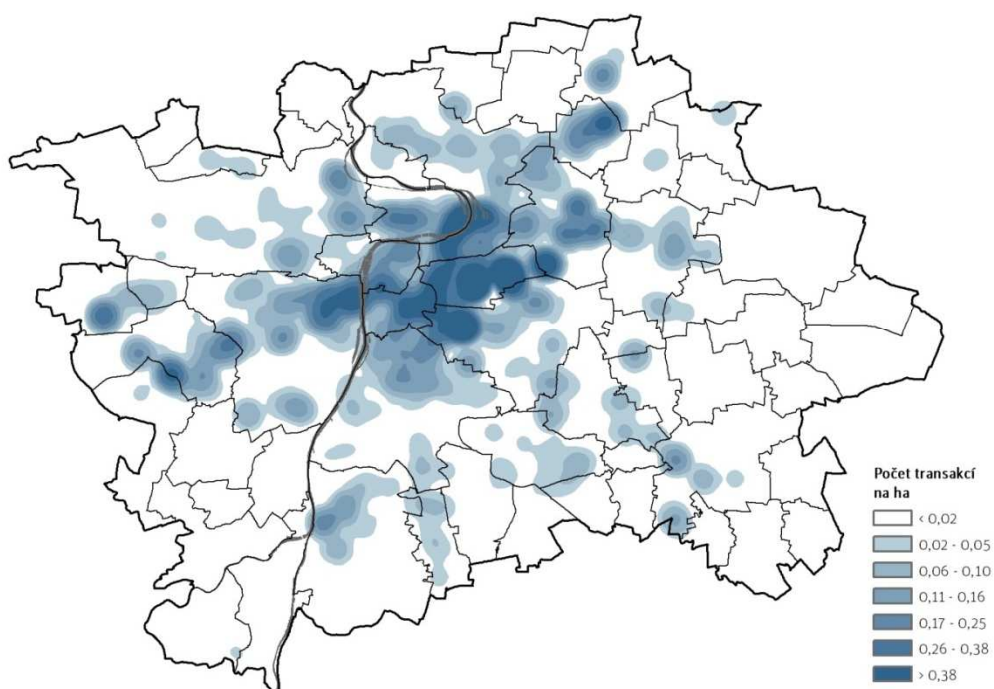 Počet transakcí
na ha
< 0,02
0,02 - 0,05
0,06 - 0,10
0,11 - 0,16
0,17 - 0,25
0,26 - 0,38
> 0,38